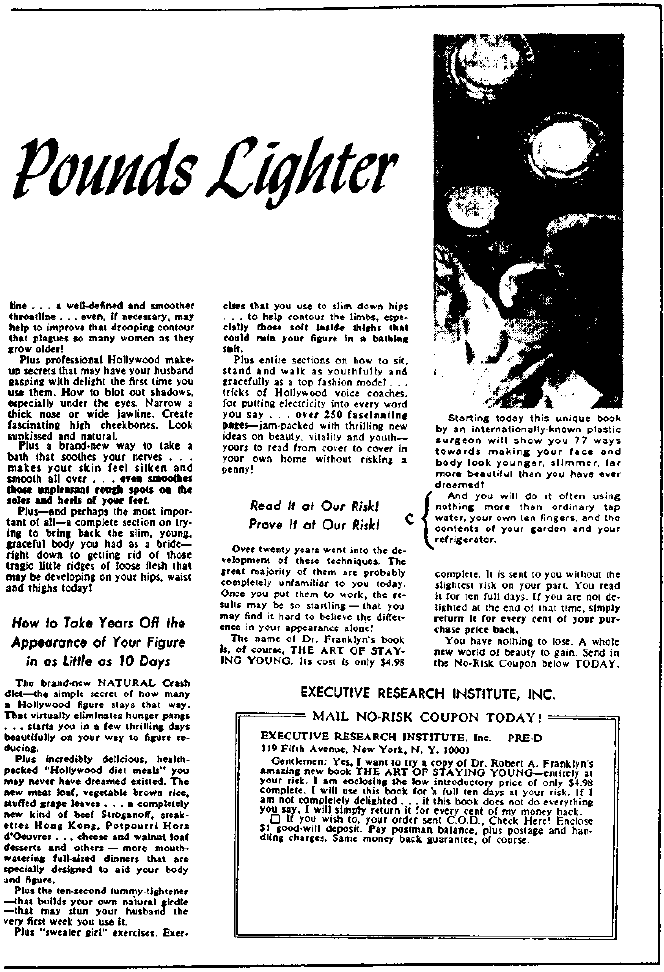 Pounds Lighter
line . . . a well-defined and smoother
throatline . . . even, if necessary, may
help to improve that drooping contour
that plagues so many women as they
grow older!
Plus professional Hollywood make-
up secrets that may have your husband
gasping with delight the first time you
use them. How to blot out shadows,
especially under the eyes. Narrow a
thick nose or wide jawline. Create
fascinating high cheekbones. Look
sunkissed and natural.
Plus a brand-new way to take a
bath that soothes your nerves . . .
makes your skin feel silken and
smooth all over . . . even smoothes
those unpleasant rough spots on the
soles and heels of your feet.
Plus—and perhaps the most impor-
tant of all—a complete section on try-
ing to bring back the slim, young,
graceful body you had as a bride—
right down to getting rid of those
tragic little ridges of loose flesh that
may be developing on your hips, waist
and thighs today!
How to Take Years Off the
Appearance of Your Figure
in as Little as 10 Days
The brand-new NATURAL Crash
diet—the simple secret of how many
a Hollywood figure stays that way.
That virtually eliminates hunger pangs
. . . starts you in a few thrilling days
beautifully on your way to figure re-
ducing.
Plus incredibly delicious, health-
packed "Hollywood diet meals" you
may never have dreamed existed. The
new meat loaf, vegetable brown rice,
stuffed grape leaves . . . a completely
new kind of beef Stroganoff, steak-
ettes Hong Kong, Potpourri Hors
d'Oeuvres . . . cheese and walnut loaf
desserts and others — more mouth-
watering full-sized dinners that are
specially designed to aid your body
and figure.
Plus the ten-second tummy-tightener
—that builds your own natural girdle
—that may stun your husband the
very first week you use it.
Plus "sweater girl" exercises. Exer-
cises that you use to slim down hips
. . . to help contour the limbs, espe-
cially those soft inside thighs that
could ruin your figure in a bathing
suit.
Plus entire sections on how to sit,
stand and walk as youthfully and
gracefully as a top fashion model . . .
tricks of Hollywood voice coaches,
for putting electricity into every word
you say . . . over 250 fascinating
pages—jam-packed with thrilling new
ideas on beauty, vitality and youth—
yours to read from cover to cover in
your own home without risking a
penny!
Read It at Our Risk!
Prove It at Our Risk!
Over twenty years went into the de-
velopment of these techniques. The
great majority of them are probably
completely unfamiliar to you today.
Once you put them to work, the re-
sults may be so startling — that you
may find it hard to believe the differ-
ence in your appearance alone!
The name of Dr. Franklyn's book
is, of course, THE ART OF STAY-
ING YOUNG. Its cost is only $4.98
Starting today this unique book
by an internationally-known plastic
surgeon will show you 77 ways
towards making your face and
body look younger, slimmer, far
more beautiful than you have ever
dreamed!
C { And you will do it often using
nothing more than ordinary tap
water, your own ten fingers, and the
contents of your garden and your
refrigerator.
complete. It is sent to you without the
slightest risk on your part. You read
it for ten full days. If you are not de-
lighted at the end of that time, simply
return it for every cent of your pur-
chase price back.
You have nothing to lose. A whole
new world of beauty to gain. Send in
the No-Risk Coupon below TODAY.
EXECUTIVE RESEARCH INSTITUTE, INC.
MAIL NO-RISK COUPON TODAY!
EXECUTIVE RESEARCH INSTITUTE, Inc. PRE-D
119 Fifth Avenue, New York, N. Y. 10003
Gentlemen: Yes, I want to try a copy of Dr. Robert A. Franklyn's
amazing new book THE ART OF STAYING YOUNG—entirely at
your risk. I am enclosing the low introductory price of only $4.98
complete. I will use this book for a full ten days at your risk. If I
am not completely delighted . . . if this book does not do everything
you say, I will simply return it for every cent of my money back.
□ If you wish to, your order sent C.O.D., Check Here! Enclose
$1 good-will deposit. Pay postman balance, plus postage and han-
dling charges. Same money back guarantee, of course.